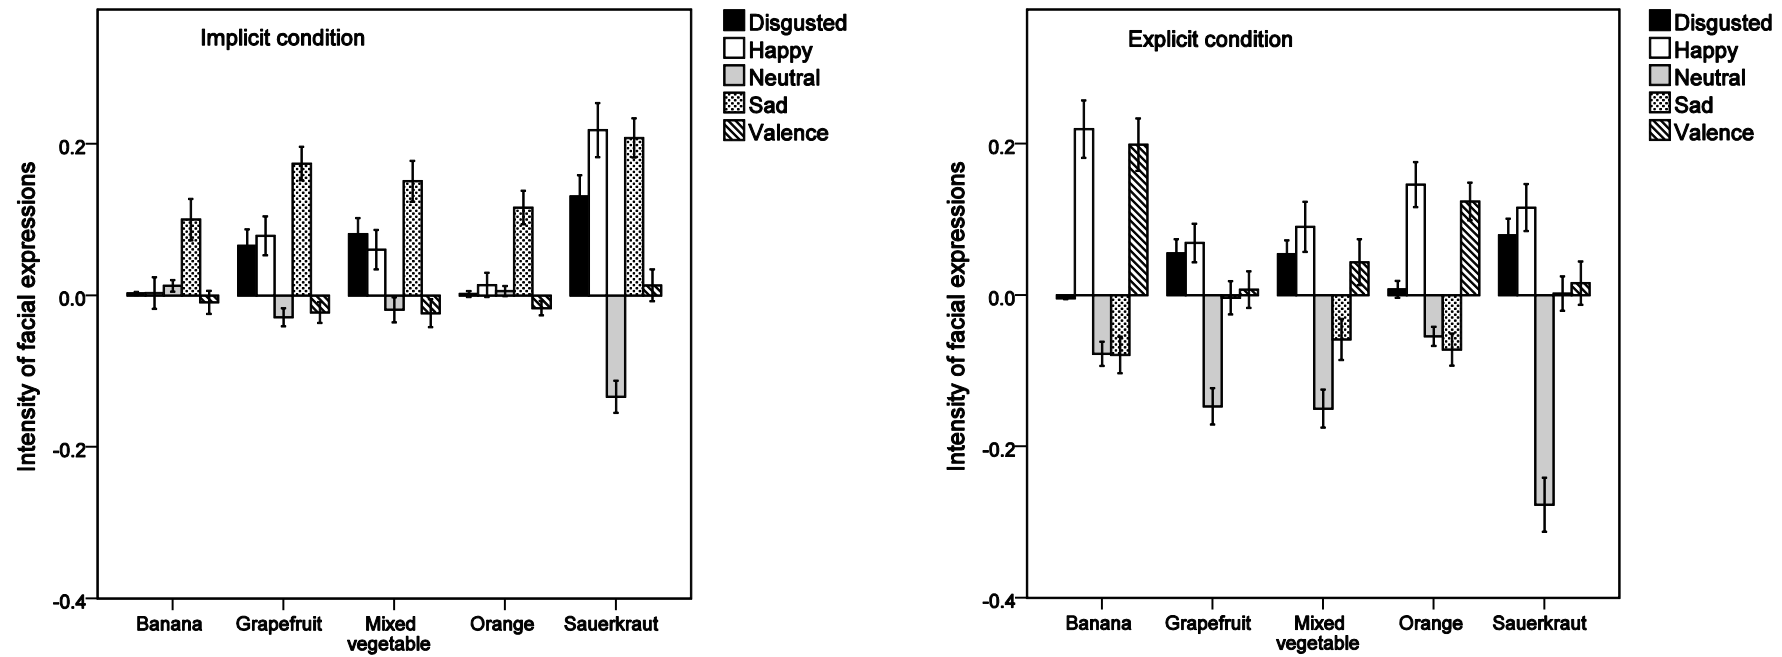 Implicit condition
Disgusted
Happy
Neutral
Sad
Valence
Intensity of facial expressions
0.2
0.0
-0.2
-0.4
Banana
Grapefruit
Mixed
vegetable
Orange
Sauerkraut
Explicit condition
Disgusted
Happy
Neutral
Sad
Valence
Intensity of facial expressions
0.2
0.0
-0.2
-0.4
Banana
Grapefruit
Mixed
vegetable
Orange
Sauerkraut